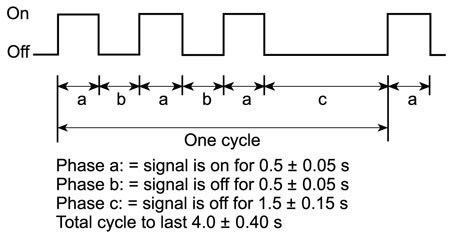 On
Off
a b a b a c a
One cycle
Phase a: = signal is on for 0.5 ± 0.05 s
Phase b: = signal is off for 0.5 ± 0.05 s
Phase c: = signal is off for 1.5 ± 0.15 s
Total cycle to last 4.0 ± 0.40 s